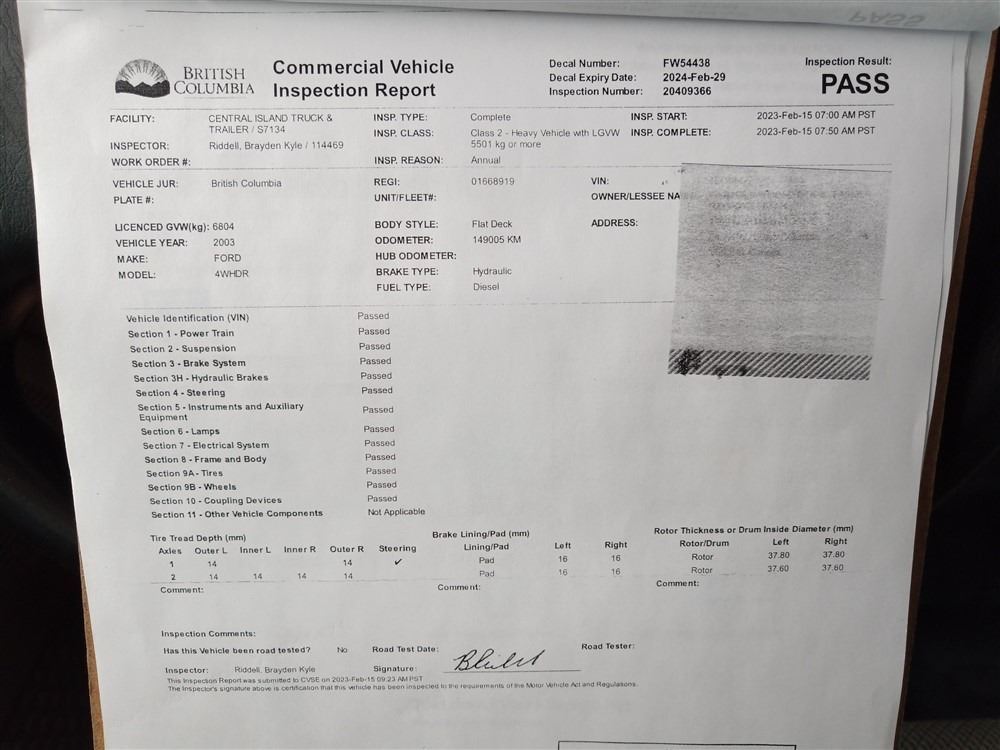 BRITISH COLUMBIA
Commercial Vehicle Inspection Report
Decal Number: FW54438
Decal Expiry Date: 2024-Feb-29
Inspection Number: 20409366
Inspection Result:
PASS
FACILITY: CENTRAL ISLAND TRUCK & TRAILER / S7134
INSPECTOR: Riddell, Brayden Kyle / 114469
WORK ORDER #:
INSP. TYPE: Complete
INSP. CLASS: Class 2 - Heavy Vehicle wth LGVW 5501 kg or more
INSP. REASON: Annual
INSP. START: 2023-Feb-15 07:00 AM PST
INSP. COMPLETE: 2023-Feb-15 07:50 AM PST
VEHICLE JUR: British Columbia
PLATE #:
REGI: 01668919
UNIT/FLEET#:
VIN:
OWNER/LESSEE NA
LICENCED GVW(kg): 6804
VEHICLE YEAR: 2003
MAKE: FORD
MODEL: 4WHDR
BODY STYLE: Flat Deck
ODOMETER: 149005 KM
HUB ODOMETER:
BRAKE TYPE: Hydraulic
FUEL TYPE: Diesel
ADDRESS:
Vehicle Identification (VIN) Passed
Section 1 - Power Train Passed
Section 2 - Suspension Passed
Section 3 - Brake System Passed
Section 3H - Hydraulic Brakes Passed
Section 4 - Steering Passed
Section 5 - Instruments and Auxiliary Equipment Passed
Section 6 - Lamps Passed
Section 7 - Electrical System Passed
Section 8 - Frame and Body Passed
Section 9A - Tires Passed
Section 9B - Wheels Passed
Section 10 - Coupling Devices Passed
Section 11 - Other Vehicle Components Not Applicable
Tire Tread Depth (mm)
Axles Outer L Inner L Inner R Outer R Steering
1 14 14 ✓
2 14 14 14 14
Comment:
Brake Lining/Pad (mm)
Lining/Pad Left Right
Pad 16 16
Pad 16 16
Comment:
Rotor Thickness or Drum Inside Diameter (mm)
Rotor/Drum Left Right
Rotor 37.80 37.80
Rotor 37.60 37.60
Comment:
Inspection Comments:
Has this Vehicle been road tested? No Road Test Date: Road Tester:
Inspector: Riddell, Brayden Kyle Signature:
This Inspection Report was submitted to CVSE on 2023-Feb-15 09:23 AM PST
The Inspector's signature above is certification that this vehicle has been inspected to the requirements of the Motor Vehicle Act and Regulations.